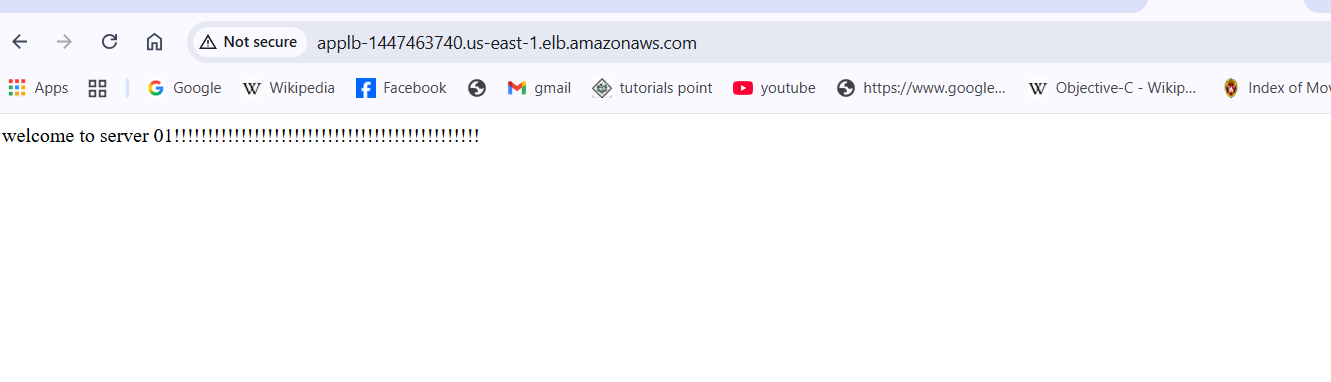 Not secure applb-1447463740.us-east-1.elb.amazonaws.com
Apps Google Wikipedia Facebook gmail tutorials point youtube https://www.google... Objective-C - Wikip... Index of Mov
welcome to server 01!!!!!!!!!!!!!!!!!!!!!!!!!!!!!!!!!!!!!!!!!!!!!!